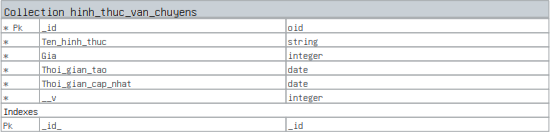 Collection hinh_thuc_van_chuyens
* Pk _id oid
* Ten_hinh_thuc string
* Gia integer
* Thoi_gian_tao date
* Thoi_gian_cap_nhat date
* __v integer
Indexes
Pk _id_ _id